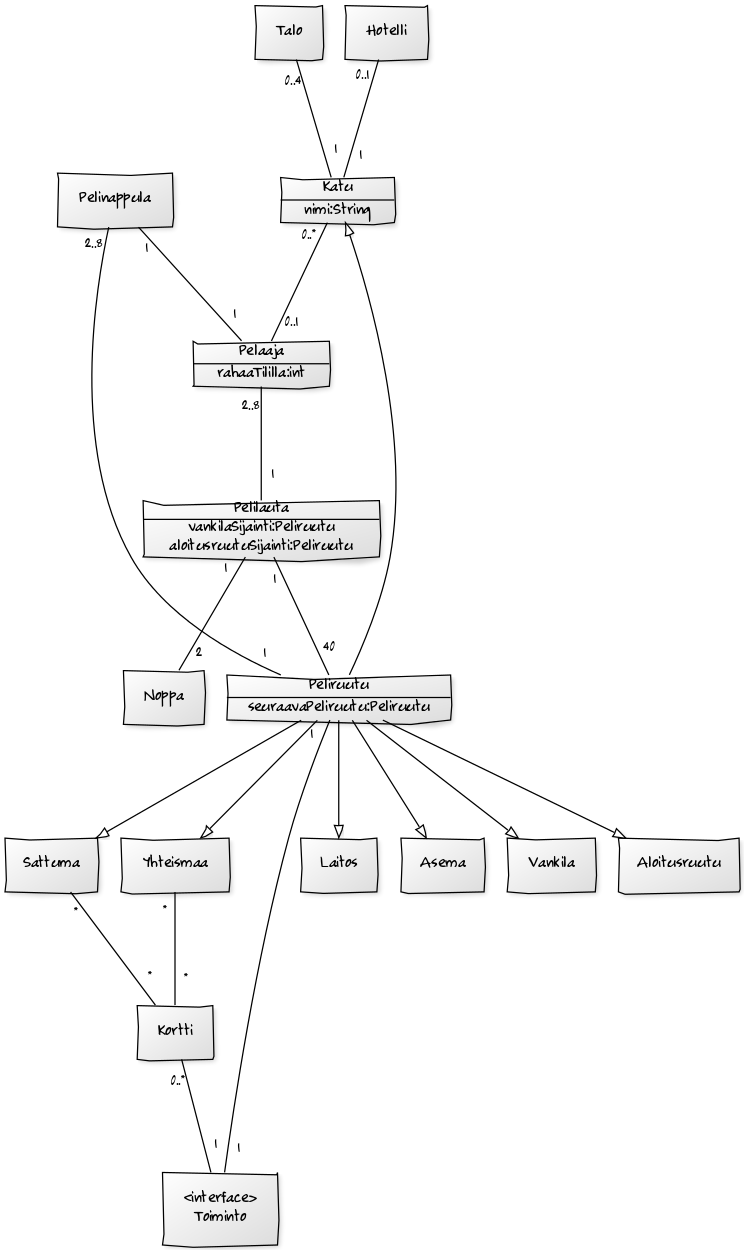 Talo
Hotelli
0..4
0..1
1
1
Pelinappula
Katu
nimi:String
2..8
1
0..*
1
0..1
Pelaaja
rahaaTililla:int
2..8
1
Pelilauta
vankilaSijainti:Peliruutu
aloitusruutuSijainti:Peliruutu
1
1
1
2
40
Noppa
Peliruutu
seuraavaPeliruutu:Peliruutu
1
Sattuma
Yhteismaa
Laitos
Asema
Vankila
Aloitusruutu
*
*
*
*
Kortti
0..*
1
1
<interface>
Toiminto